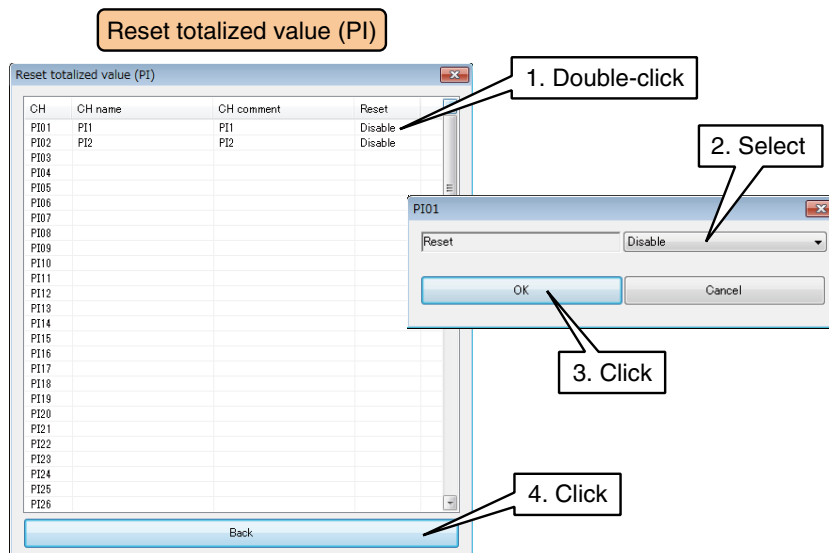 Reset totalized value (PI)
Reset totalized value (PI)
1. Double-click
CH CH name CH comment Reset
PI01 PI1 PI1 Disable
PI02 PI2 PI2 Disable
PI03
PI04
PI05
PI06
PI07
PI08
PI09
PI10
PI11
PI12
PI13
PI14
PI15
PI16
PI17
PI18
PI19
PI20
PI21
PI22
PI23
PI24
PI25
PI26
Back
2. Select
PI01
Reset Disable
OK Cancel
3. Click
4. Click